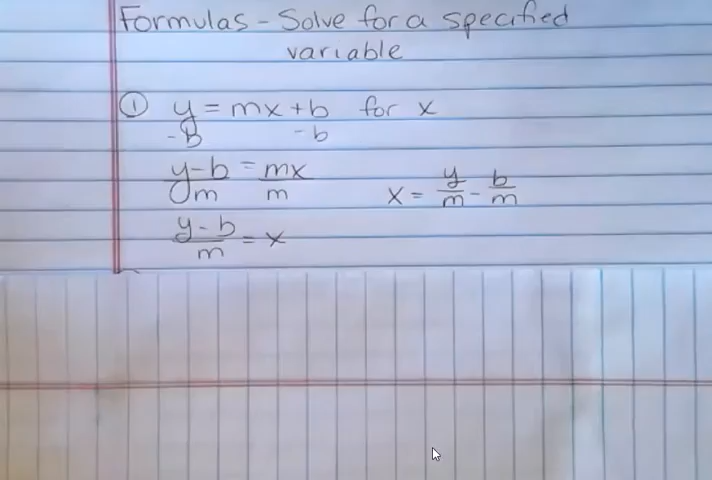 Formulas - Solve for a specified
variable
① y = mx + b for x
-b -b
y-b = mx
m m
x = y/m - b/m
y-b/m = x